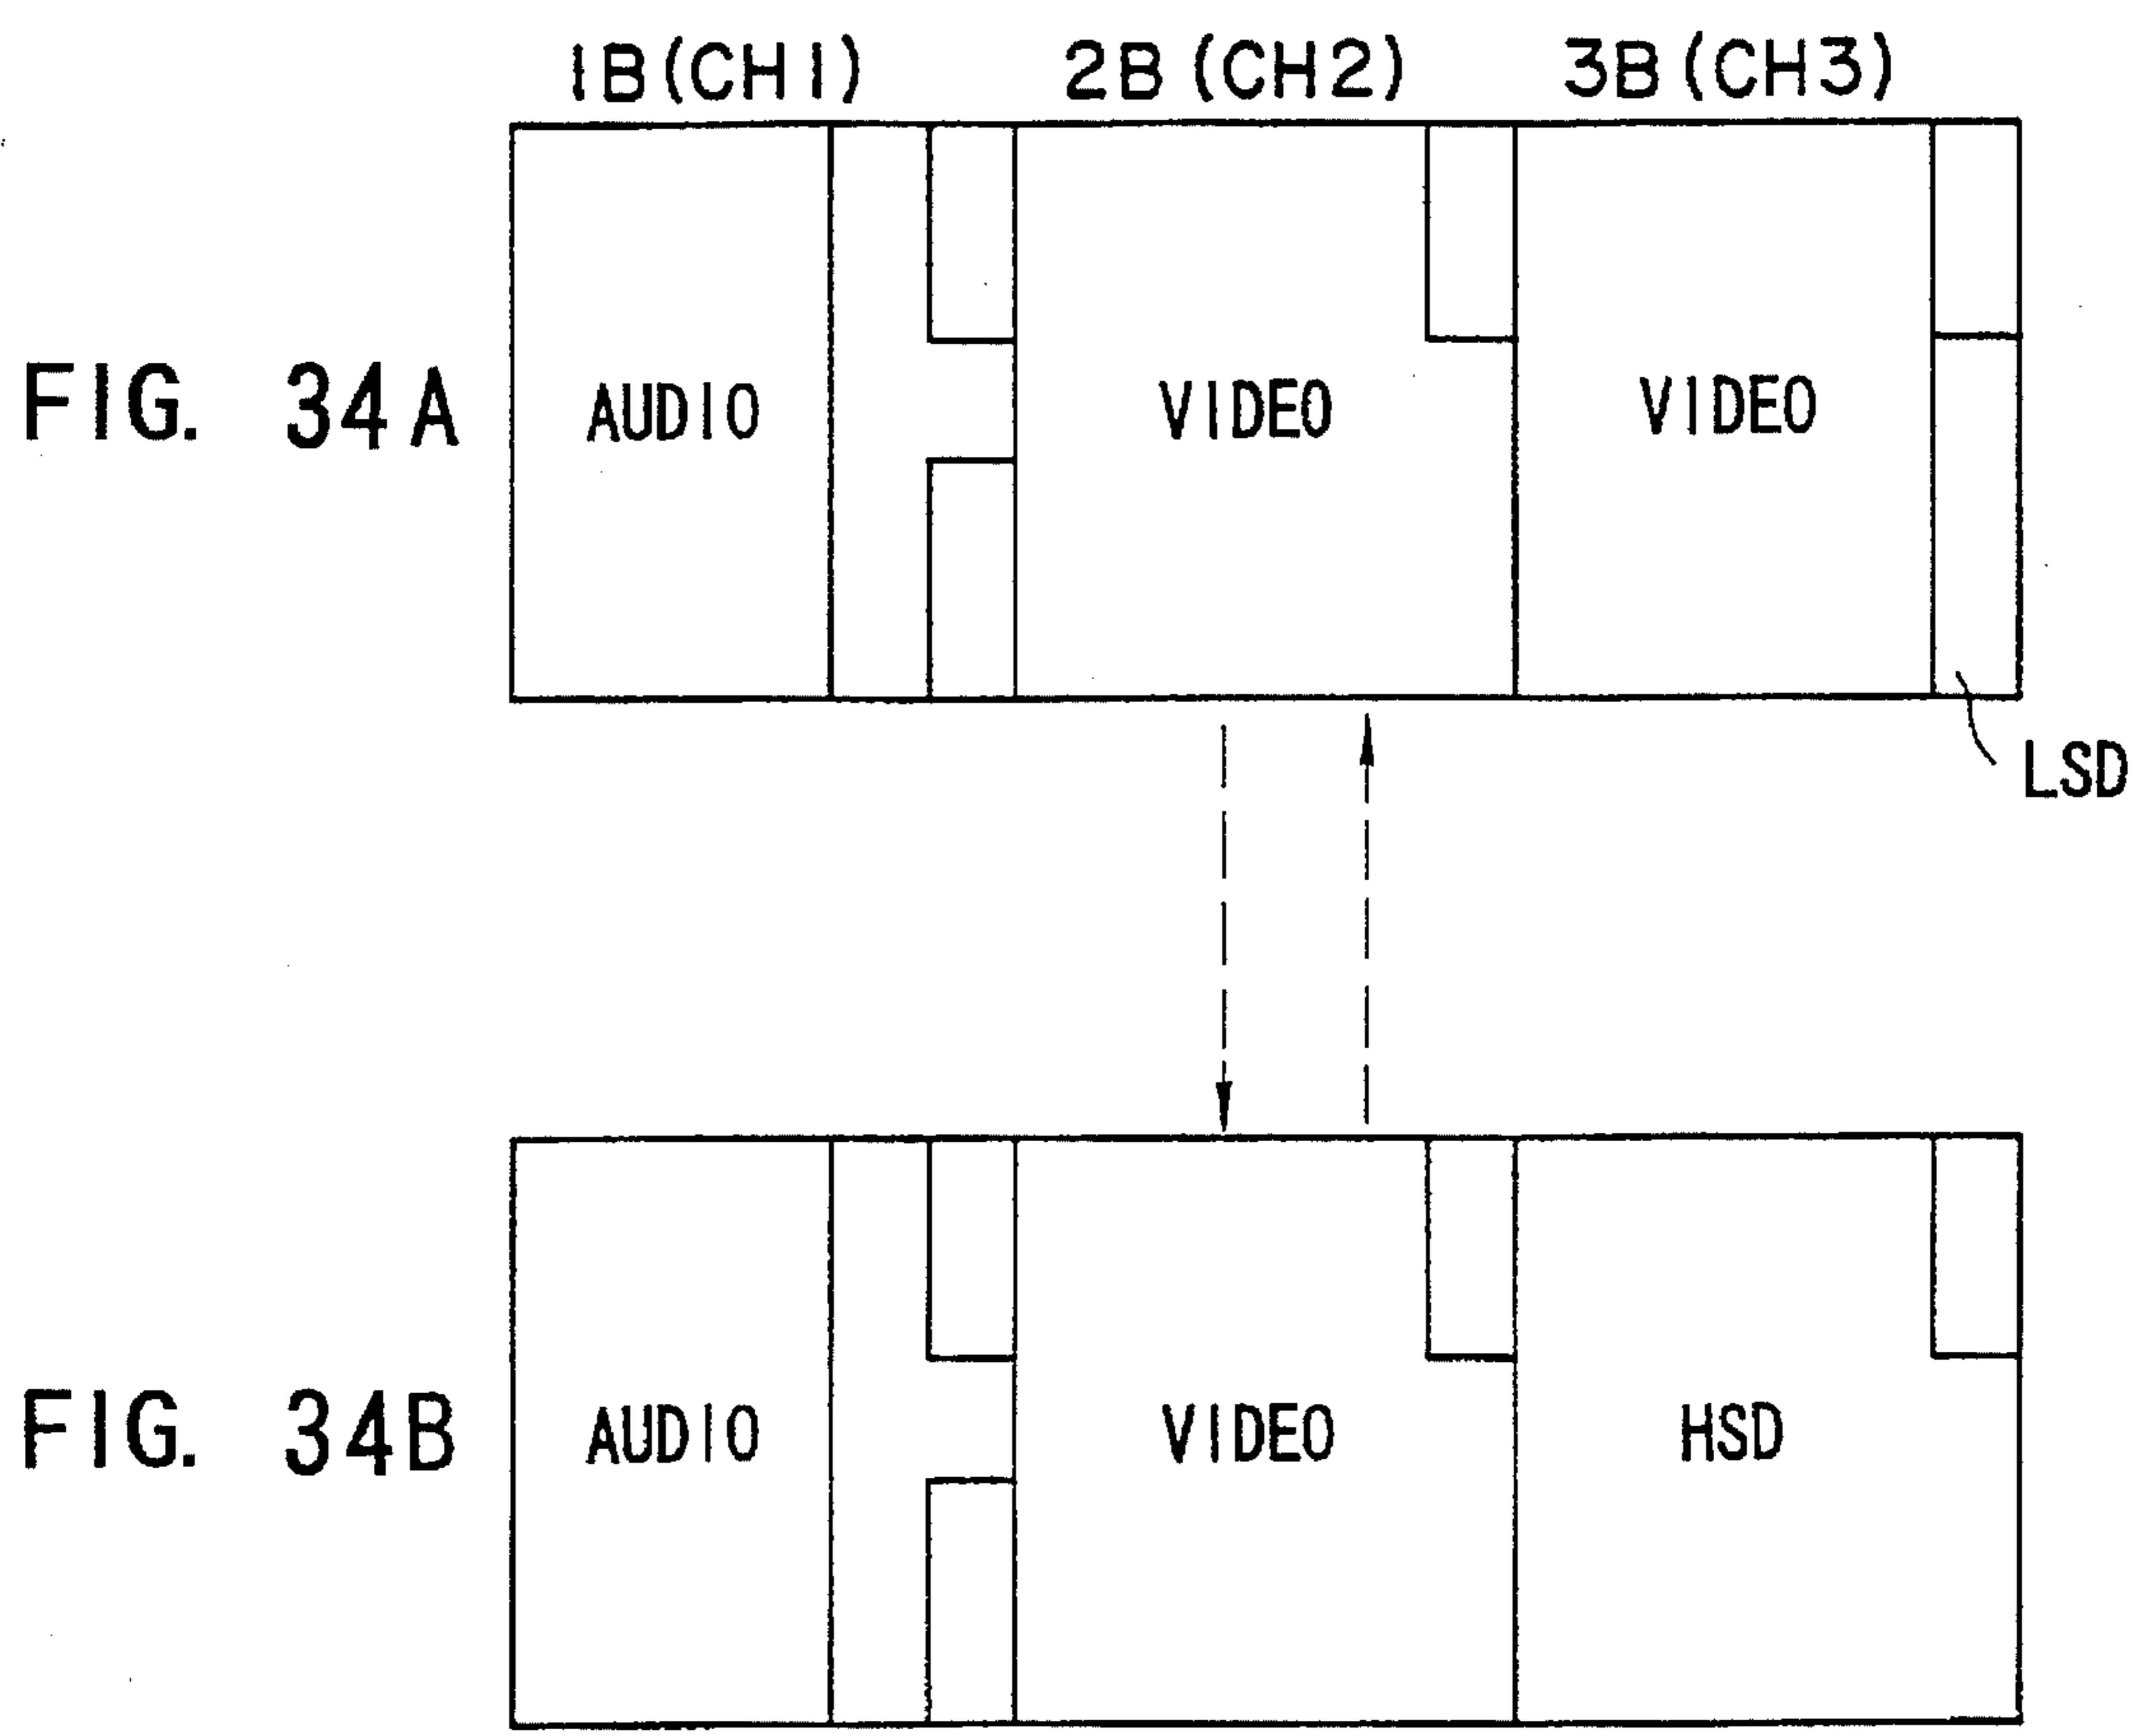 1B(CH1) 2B(CH2) 3B(CH3)
FIG. 34A AUDIO VIDEO VIDEO
LSD
FIG. 34B AUDIO VIDEO HSD